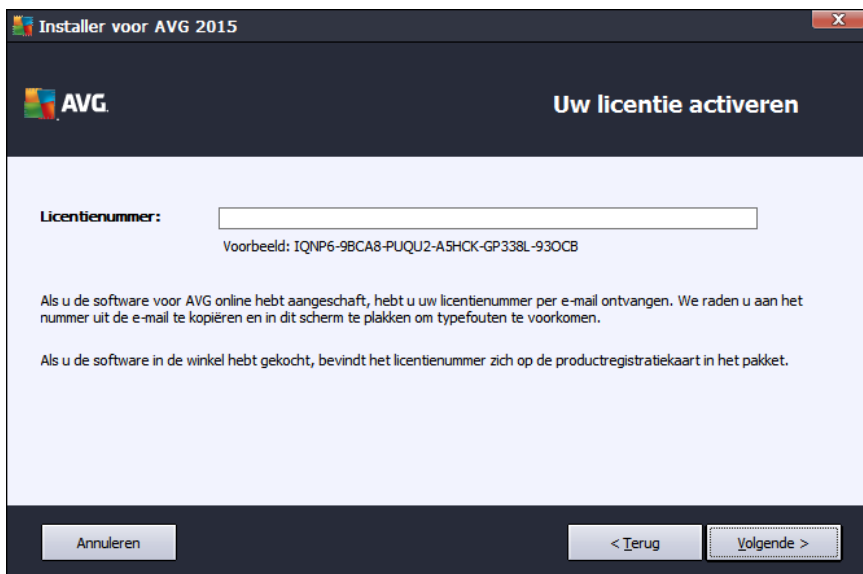 Installer voor AVG 2015
AVG.
Uw licentie activeren
Licentienummer:
Voorbeeld: IQNP6-9BCA8-PUQU2-A5HCK-GP338L-93OCB
Als u de software voor AVG online hebt aangeschaft, hebt u uw licentienummer per e-mail ontvangen. We raden u aan het
nummer uit de e-mail te kopiëren en in dit scherm te plakken om typefouten te voorkomen.
Als u de software in de winkel hebt gekocht, bevindt het licentienummer zich op de productregistratiekaart in het pakket.
Annuleren
< Terug
Volgende >